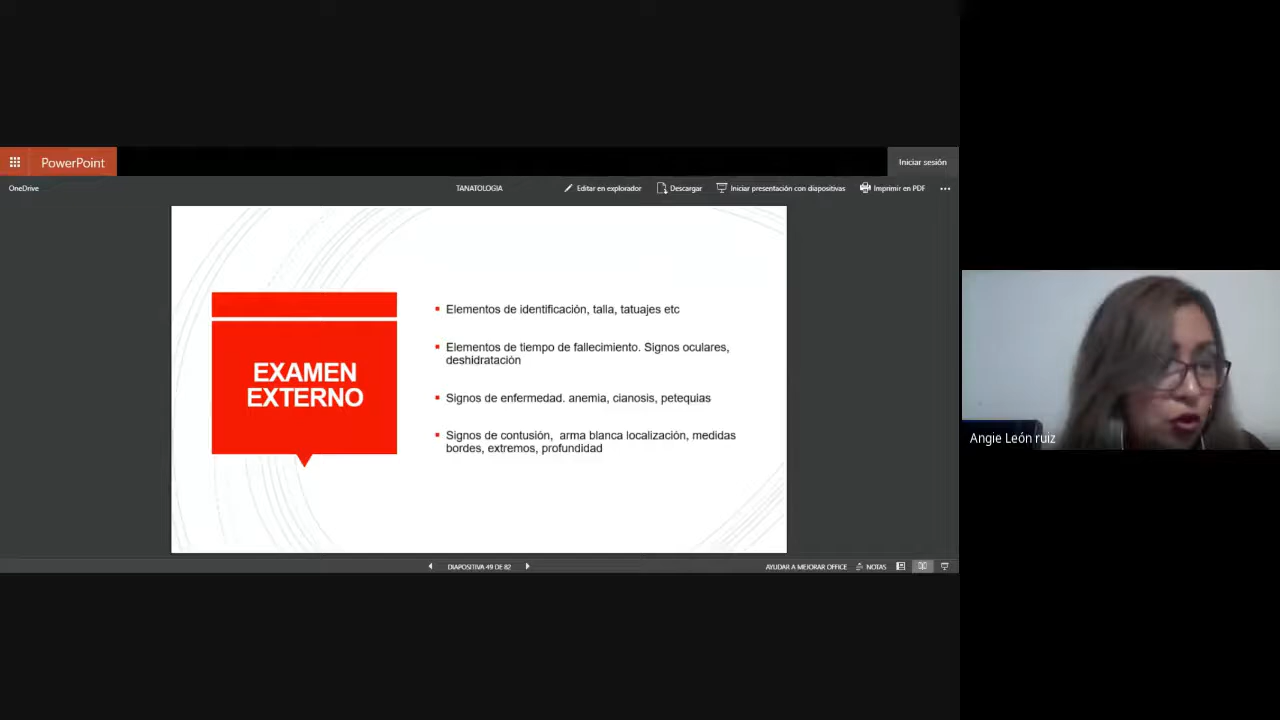 PowerPoint
Iniciar sesión
OneDrive
TANATOLOGIA
Editar en explorador
Descargar
Iniciar presentación con diapositivas
Imprimir en PDF
EXAMEN
EXTERNO
Elementos de identificación, talla, tatuajes etc
Elementos de tiempo de fallecimiento. Signos oculares,
deshidratación
Signos de enfermedad. anemia, cianosis, petequias
Signos de contusión, arma blanca localización, medidas
bordes, extremos, profundidad
Angie León ruiz
DIAPOSITIVA 49 DE 82
AYUDAR A MEJORAR OFFICE
NOTAS